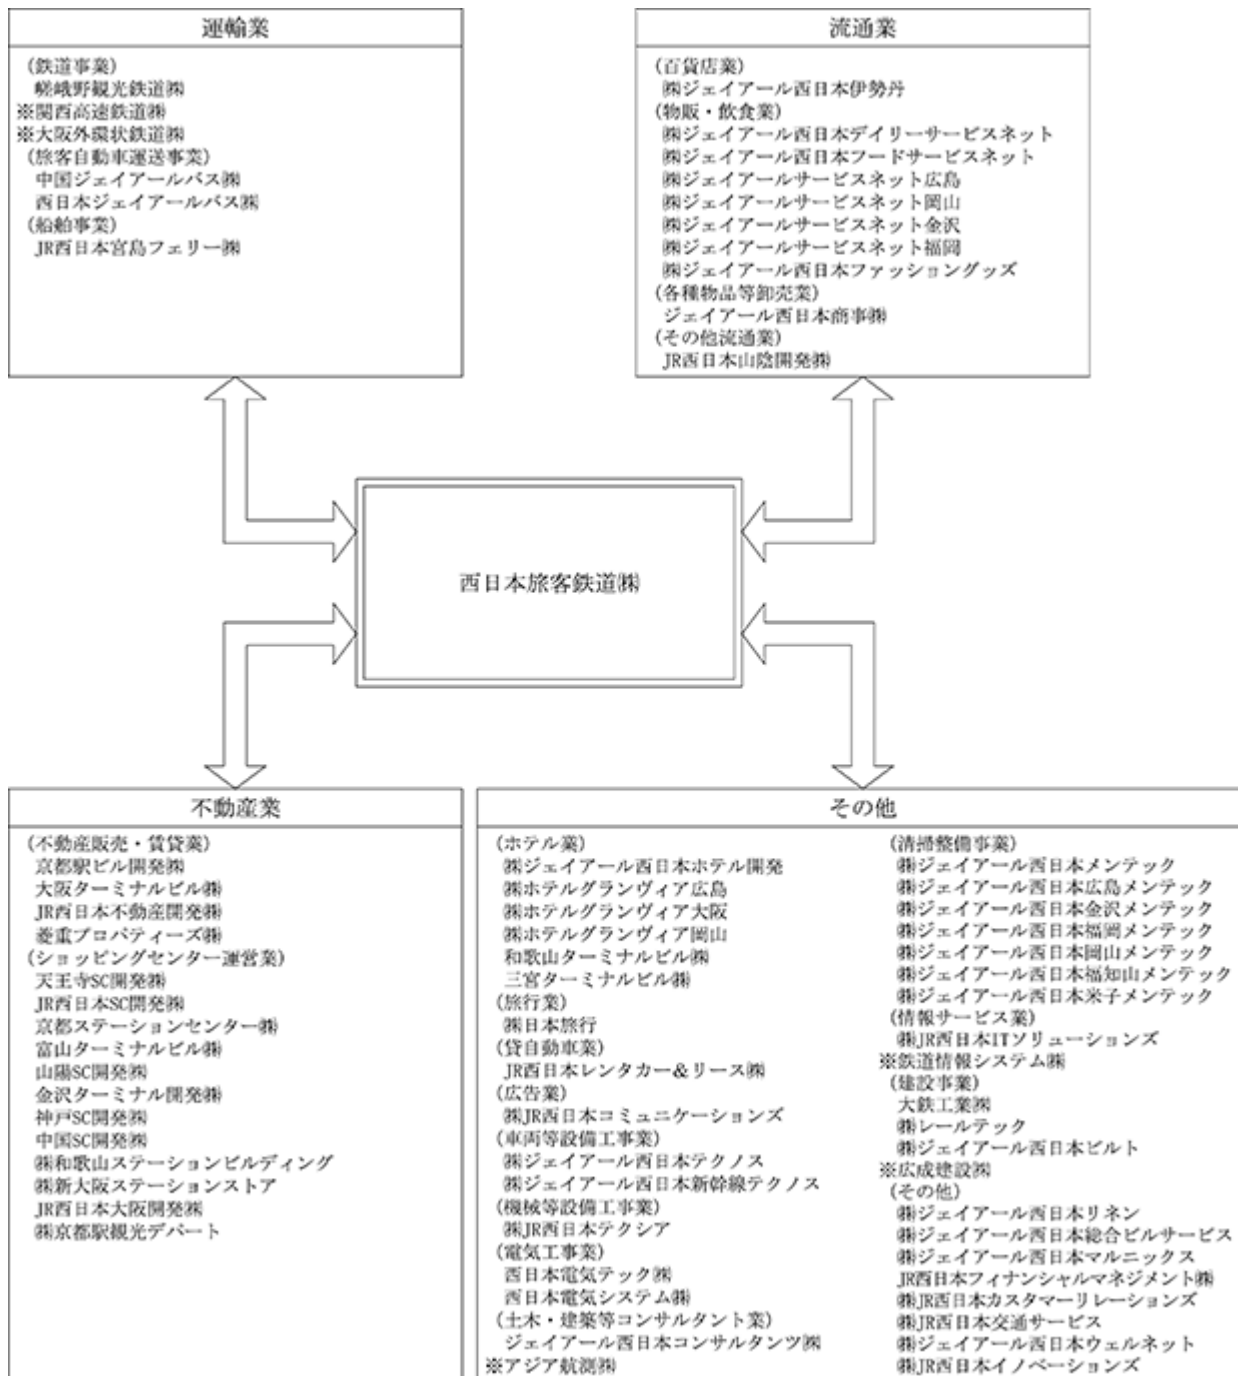 運輸業
(鉄道事業)
嵯峨野観光鉄道㈱
※関西高速鉄道㈱
※大阪外環状鉄道㈱
(旅客自動車運送事業)
中国ジェイアールバス㈱
西日本ジェイアールバス㈱
(船舶事業)
JR西日本宮島フェリー㈱
流通業
(百貨店業)
㈱ジェイアール西日本伊勢丹
(物販・飲食業)
㈱ジェイアール西日本デイリーサービスネット
㈱ジェイアール西日本フードサービスネット
㈱ジェイアールサービスネット広島
㈱ジェイアールサービスネット岡山
㈱ジェイアールサービスネット金沢
㈱ジェイアールサービスネット福岡
㈱ジェイアール西日本ファッショングッズ
(各種物品等卸売業)
ジェイアール西日本商事㈱
(その他流通業)
JR西日本山陰開発㈱
西日本旅客鉄道㈱
不動産業
(不動産販売・賃貸業)
京都駅ビル開発㈱
大阪ターミナルビル㈱
JR西日本不動産開発㈱
菱重プロパティーズ㈱
(ショッピングセンター運営業)
天王寺SC開発㈱
JR西日本SC開発㈱
京都ステーションセンター㈱
富山ターミナルビル㈱
山陽SC開発㈱
金沢ターミナル開発㈱
神戸SC開発㈱
中国SC開発㈱
㈱和歌山ステーションビルディング
㈱新大阪ステーションストア
JR西日本大阪開発㈱
㈱京都駅観光デパート
その他
(ホテル業)
㈱ジェイアール西日本ホテル開発
㈱ホテルグランヴィア広島
㈱ホテルグランヴィア大阪
㈱ホテルグランヴィア岡山
和歌山ターミナルビル㈱
三宮ターミナルビル㈱
(旅行業)
㈱日本旅行
(貸自動車業)
JR西日本レンタカー&リース㈱
(広告業)
㈱JR西日本コミュニケーションズ
(車両等設備工事業)
㈱ジェイアール西日本テクノス
㈱ジェイアール西日本新幹線テクノス
(機械等設備工事業)
㈱JR西日本テクシア
(電気工事業)
西日本電気テック㈱
西日本電気システム㈱
(土木・建築等コンサルタント業)
ジェイアール西日本コンサルタンツ㈱
※アジア航測㈱
(清掃整備事業)
㈱ジェイアール西日本メンテック
㈱ジェイアール西日本広島メンテック
㈱ジェイアール西日本金沢メンテック
㈱ジェイアール西日本福岡メンテック
㈱ジェイアール西日本岡山メンテック
㈱ジェイアール西日本福知山メンテック
㈱ジェイアール西日本米子メンテック
(情報サービス業)
㈱JR西日本ITソリューションズ
※鉄道情報システム㈱
(建設事業)
大鉄工業㈱
㈱レールテック
㈱ジェイアール西日本ビルト
※広成建設㈱
(その他)
㈱ジェイアール西日本リネン
㈱ジェイアール西日本総合ビルサービス
㈱ジェイアール西日本マルニックス
JR西日本フィナンシャルマネジメント㈱
㈱JR西日本カスタマーリレーションズ
㈱JR西日本交通サービス
㈱ジェイアール西日本ウェルネット
㈱JR西日本イノベーションズ